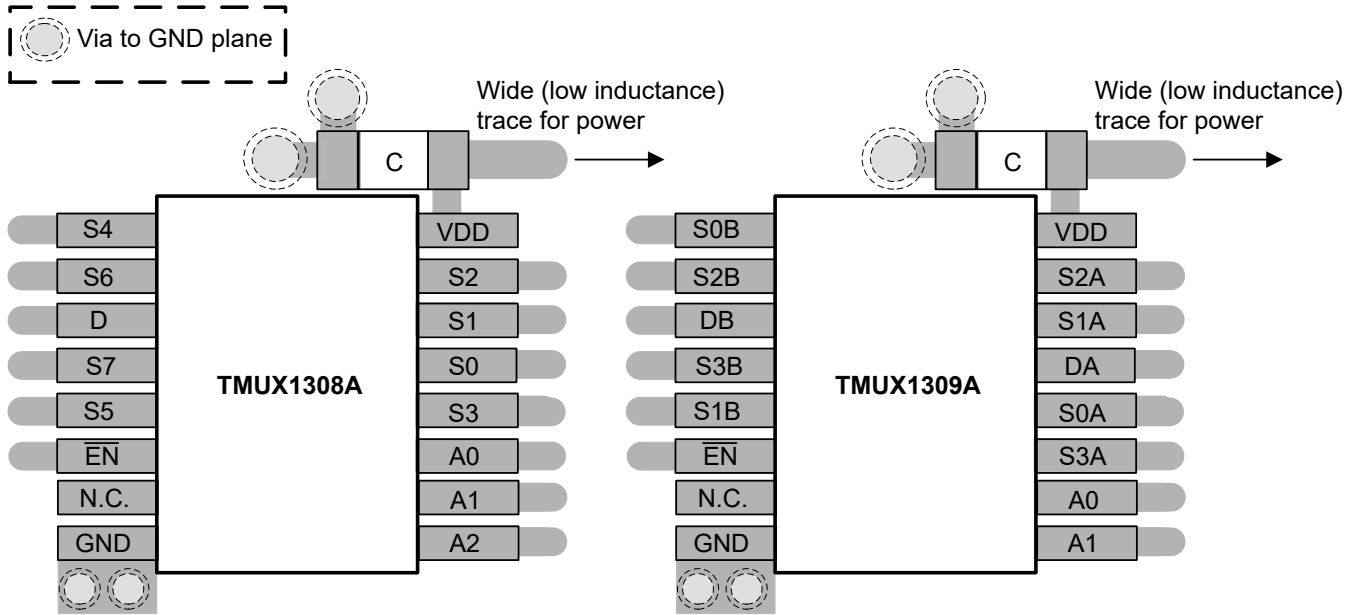 Via to GND plane
Wide (low inductance)
trace for power
C
S4
S6
D
S7
S5
E̅N̅
N.C.
GND
TMUX1308A
VDD
S2
S1
S0
S3
A0
A1
A2
Wide (low inductance)
trace for power
C
S0B
S2B
DB
S3B
S1B
E̅N̅
N.C.
GND
TMUX1309A
VDD
S2A
S1A
DA
S0A
S3A
A0
A1